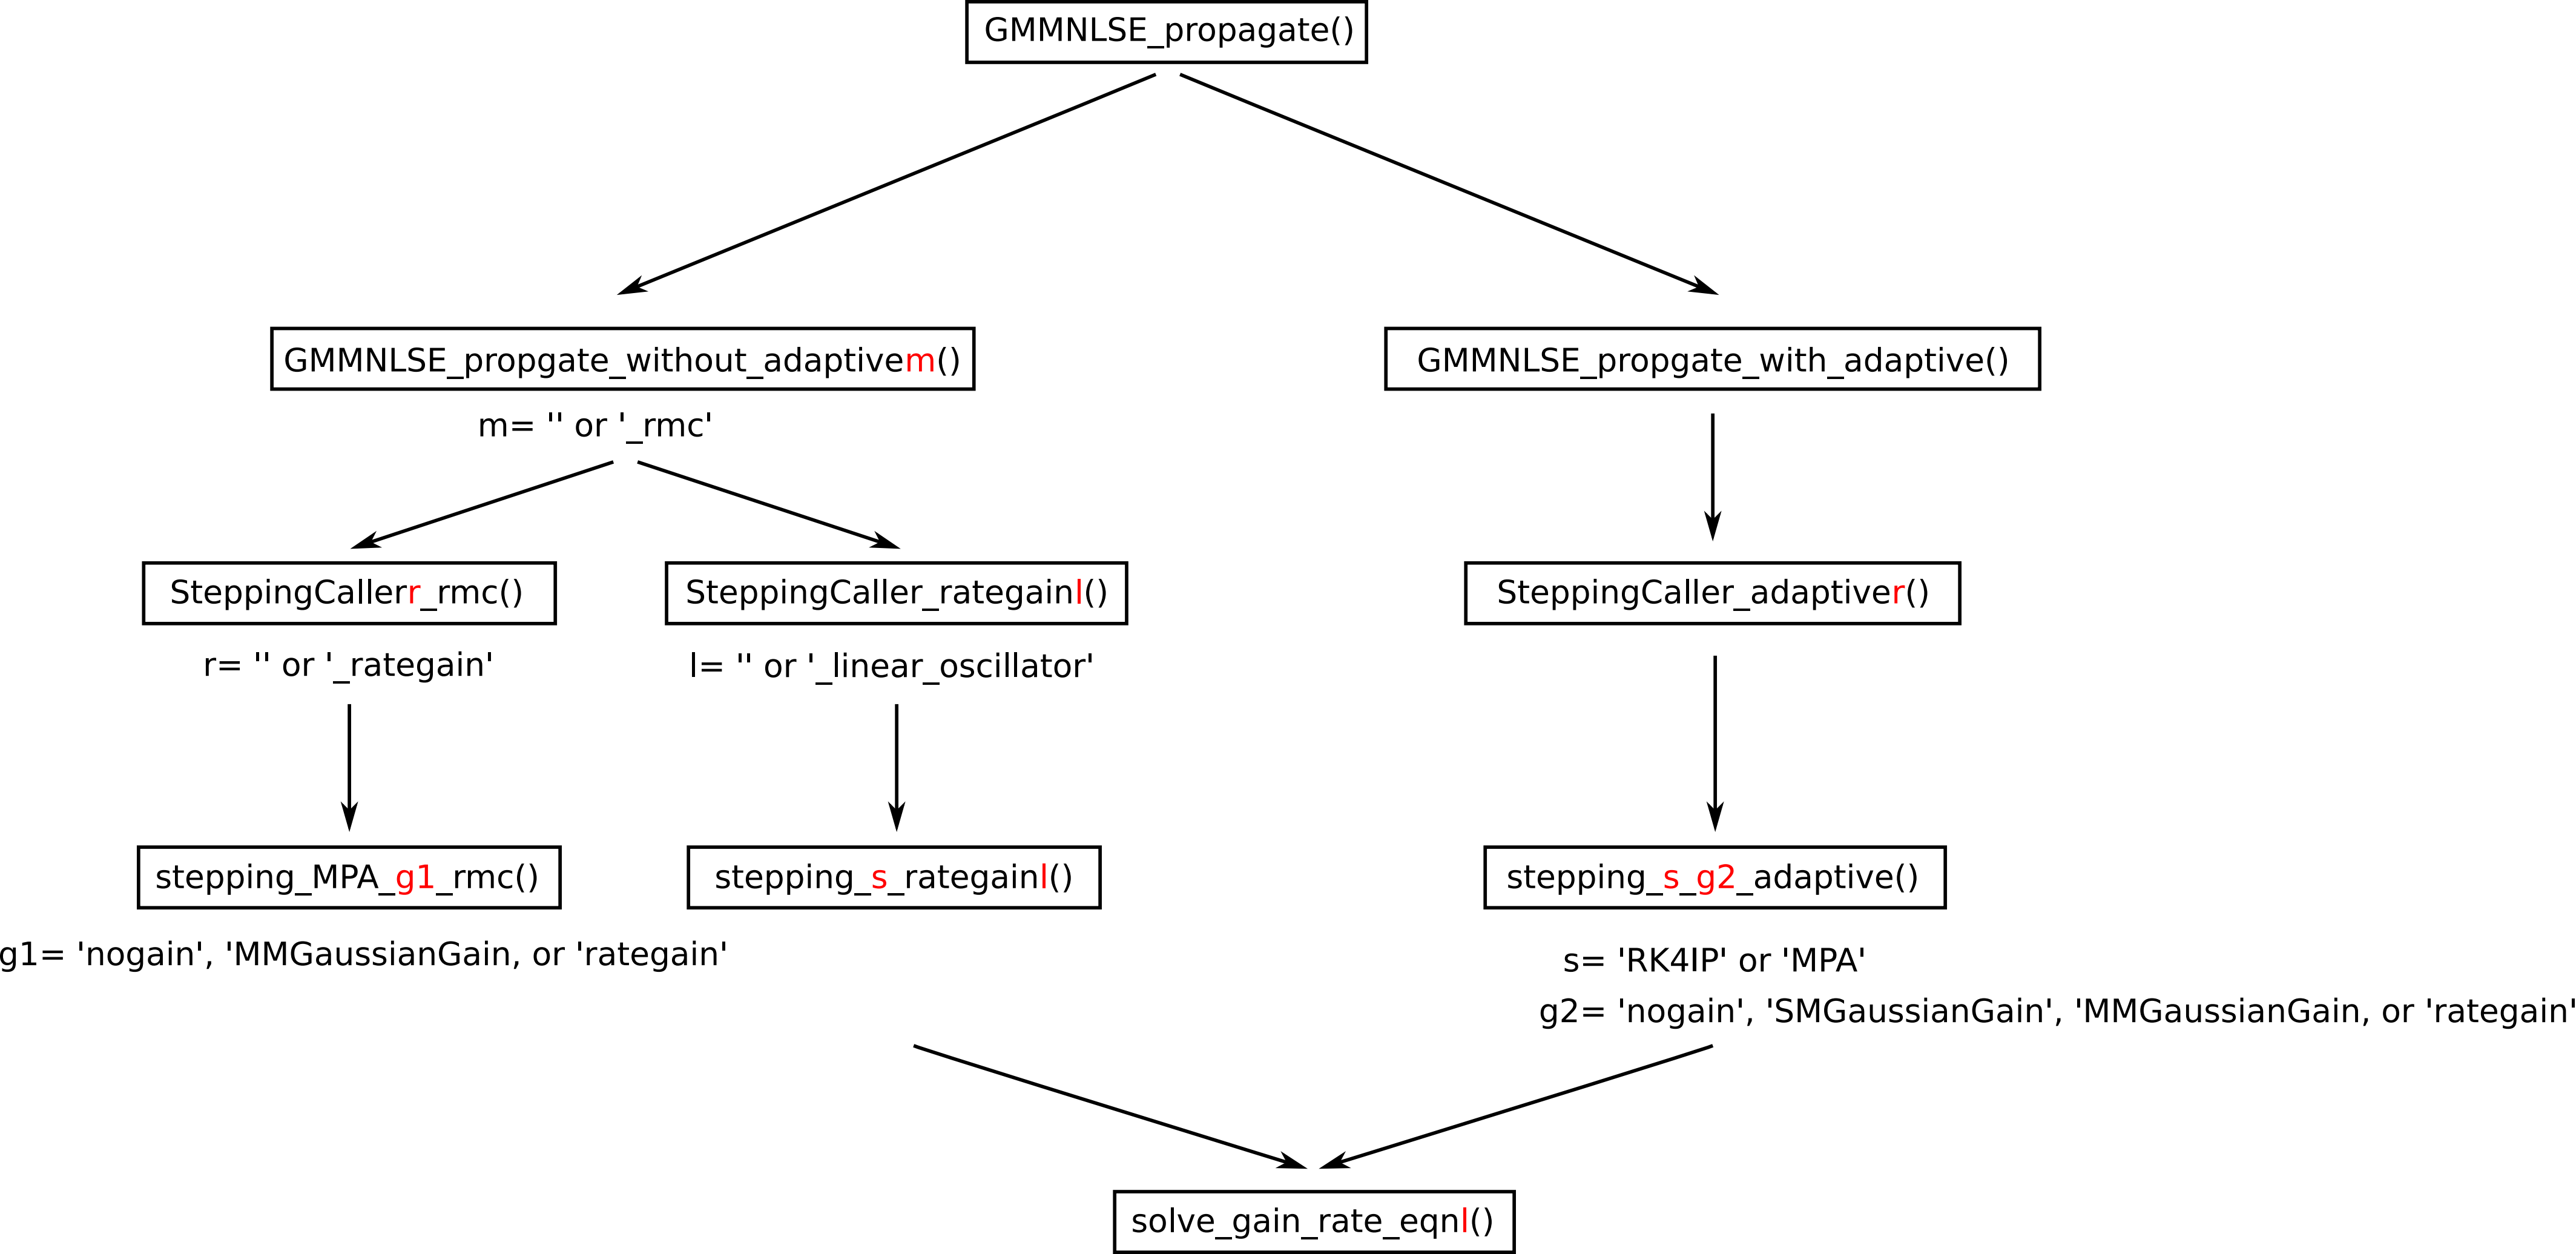 GMMNLSE_propagate()
GMMNLSE_propgate_without_adaptivem()
GMMNLSE_propgate_with_adaptive()
m= '' or '_rmc'
SteppingCallerr_rmc()
SteppingCaller_rategainl()
SteppingCaller_adaptiver()
r= '' or '_rategain'
l= '' or '_linear_oscillator'
stepping_MPA_g1_rmc()
stepping_s_rategainl()
stepping_s_g2_adaptive()
g1= 'nogain', 'MMGaussianGain, or 'rategain'
s= 'RK4IP' or 'MPA'
g2= 'nogain', 'SMGaussianGain', 'MMGaussianGain, or 'rategain'
solve_gain_rate_eqnl()